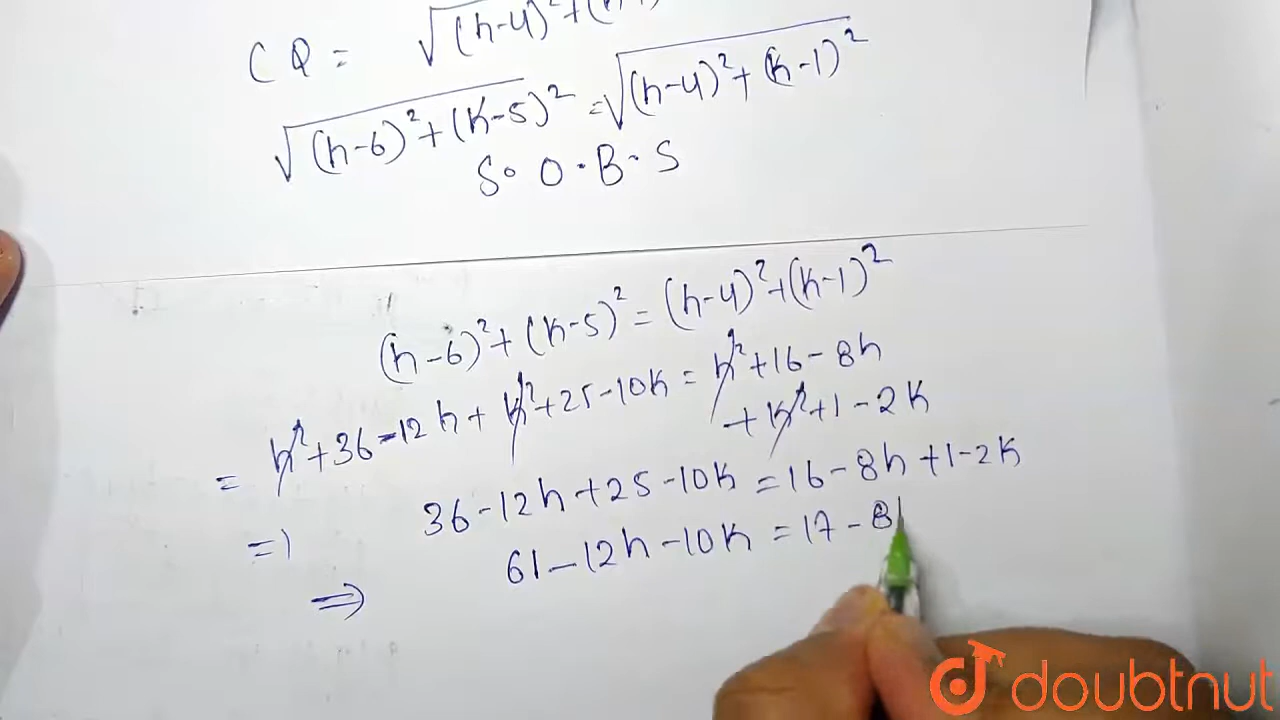 CQ = √(h-4)²+(h-
√(h-6)²+(K-5)² = √(h-4)²+(k-1)²
S. O. B. S
(h-6)²+(k-5)² = (h-4)²+(k-1)²
= h²+36-12h+k²+25-10k = h²+16-8h
+k²+1-2k
=) 36-12h+25-10k = 16-8h+1-2k
⇒ 61-12h-10k = 17-8
doubtnut